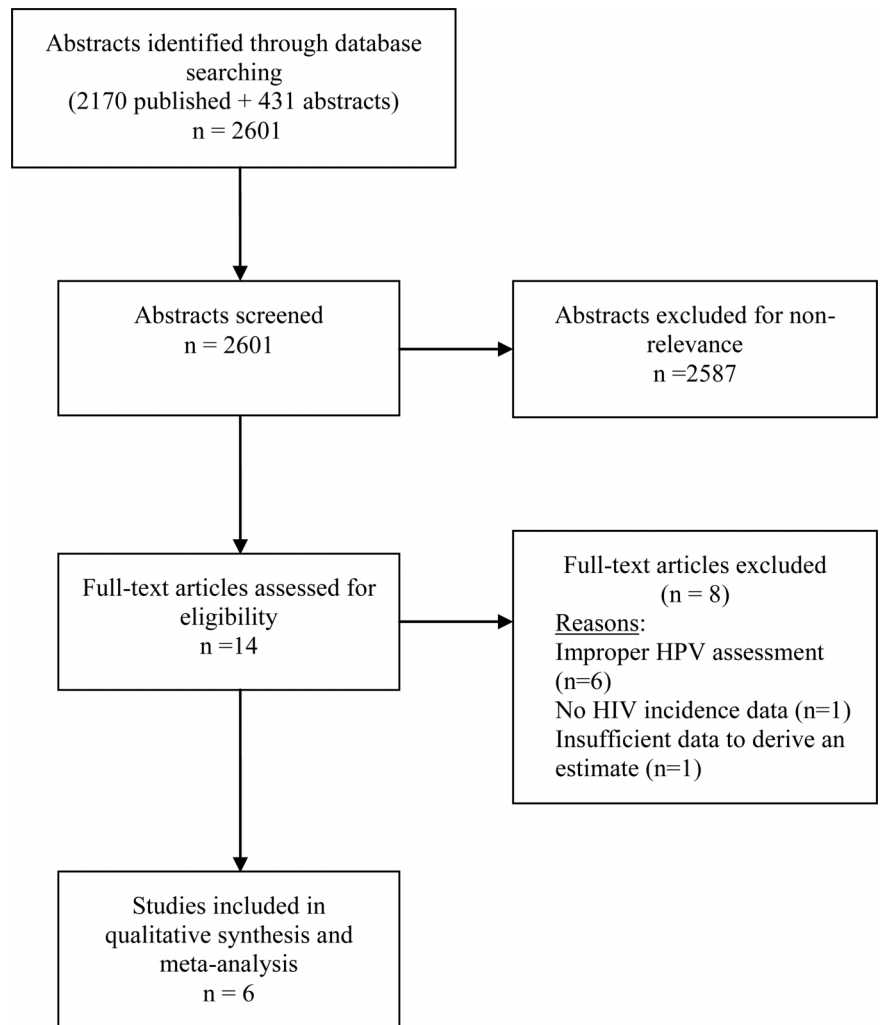 Abstracts identified through database
searching
(2170 published + 431 abstracts)
n = 2601
Abstracts screened
n = 2601
Abstracts excluded for non-
relevance
n =2587
Full-text articles assessed for
eligibility
n =14
Full-text articles excluded
(n = 8)
Reasons:
Improper HPV assessment
(n=6)
No HIV incidence data (n=1)
Insufficient data to derive an
estimate (n=1)
Studies included in
qualitative synthesis and
meta-analysis
n = 6